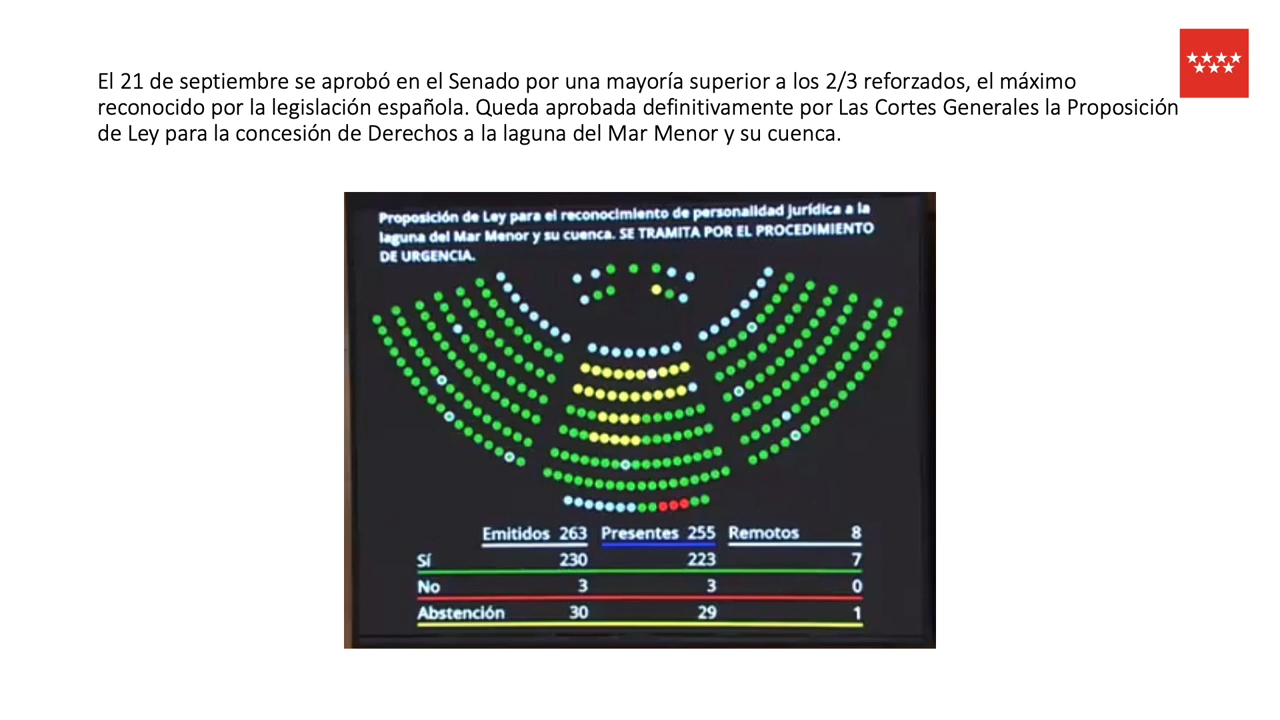 El 21 de septiembre se aprobó en el Senado por una mayoría superior a los 2/3 reforzados, el máximo
reconocido por la legislación española. Queda aprobada definitivamente por Las Cortes Generales la Proposición
de Ley para la concesión de Derechos a la laguna del Mar Menor y su cuenca.
Proposición de Ley para el reconocimiento de personalidad jurídica a la
laguna del Mar Menor y su cuenca. SE TRAMITA POR EL PROCEDIMIENTO
DE URGENCIA.
Emitidos 263 Presentes 255 Remotos 8
Sí 230 223 7
No 3 3 0
Abstención 30 29 1